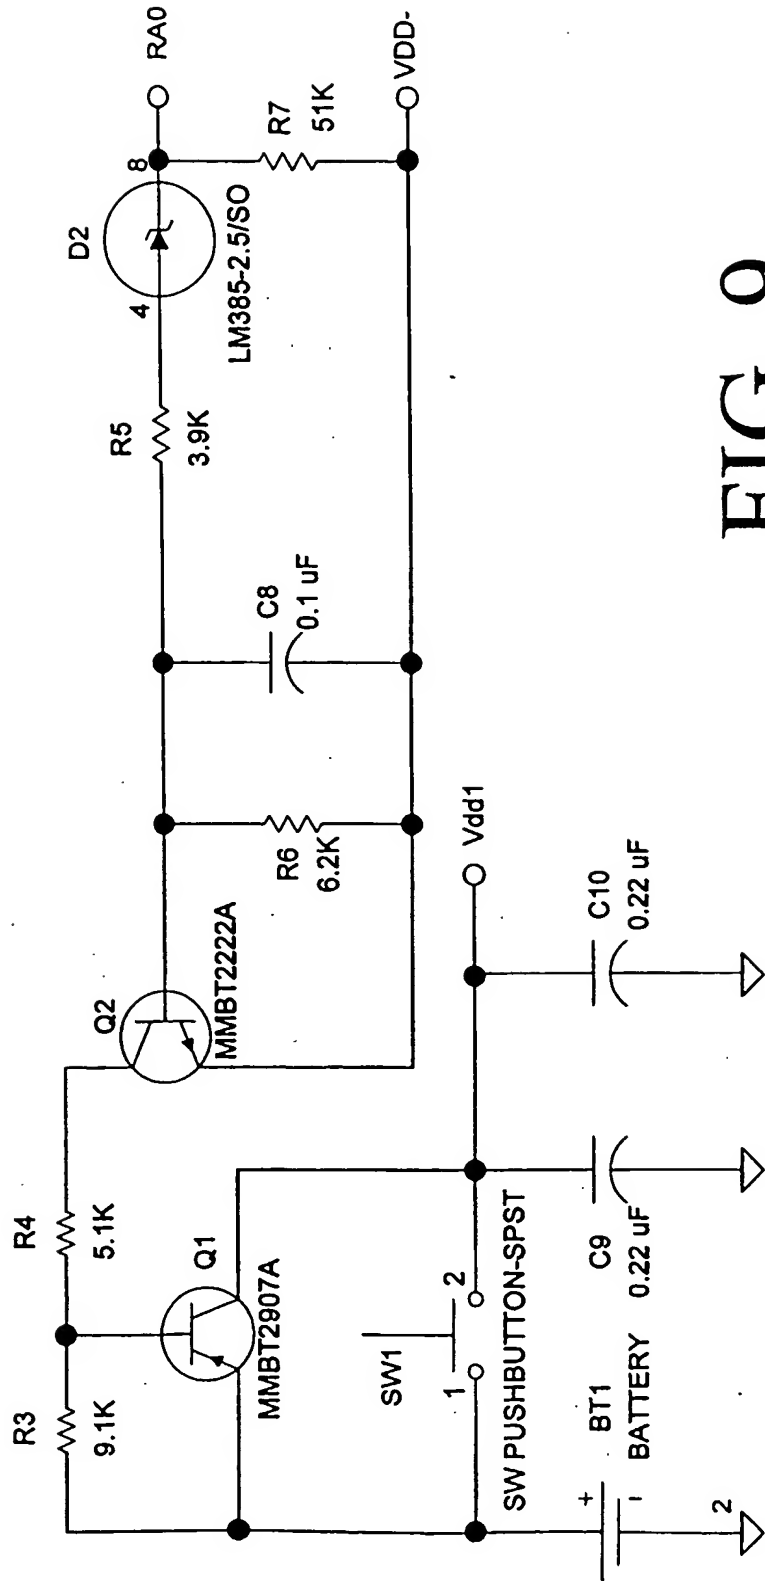 R3
9.1K
R4
5.1K
Q1
MMBT2907A
Q2
MMBT2222A
R6
6.2K
C8
0.1 uF
R5
3.9K
D2
4
8
LM385-2.5/SO
RA0
R7
51K
VDD-
SW1
1
2
SW PUSHBUTTON-SPST
Vdd1
BT1
BATTERY
+
-
2
C9
0.22 uF
C10
0.22 uF
FIG. 9